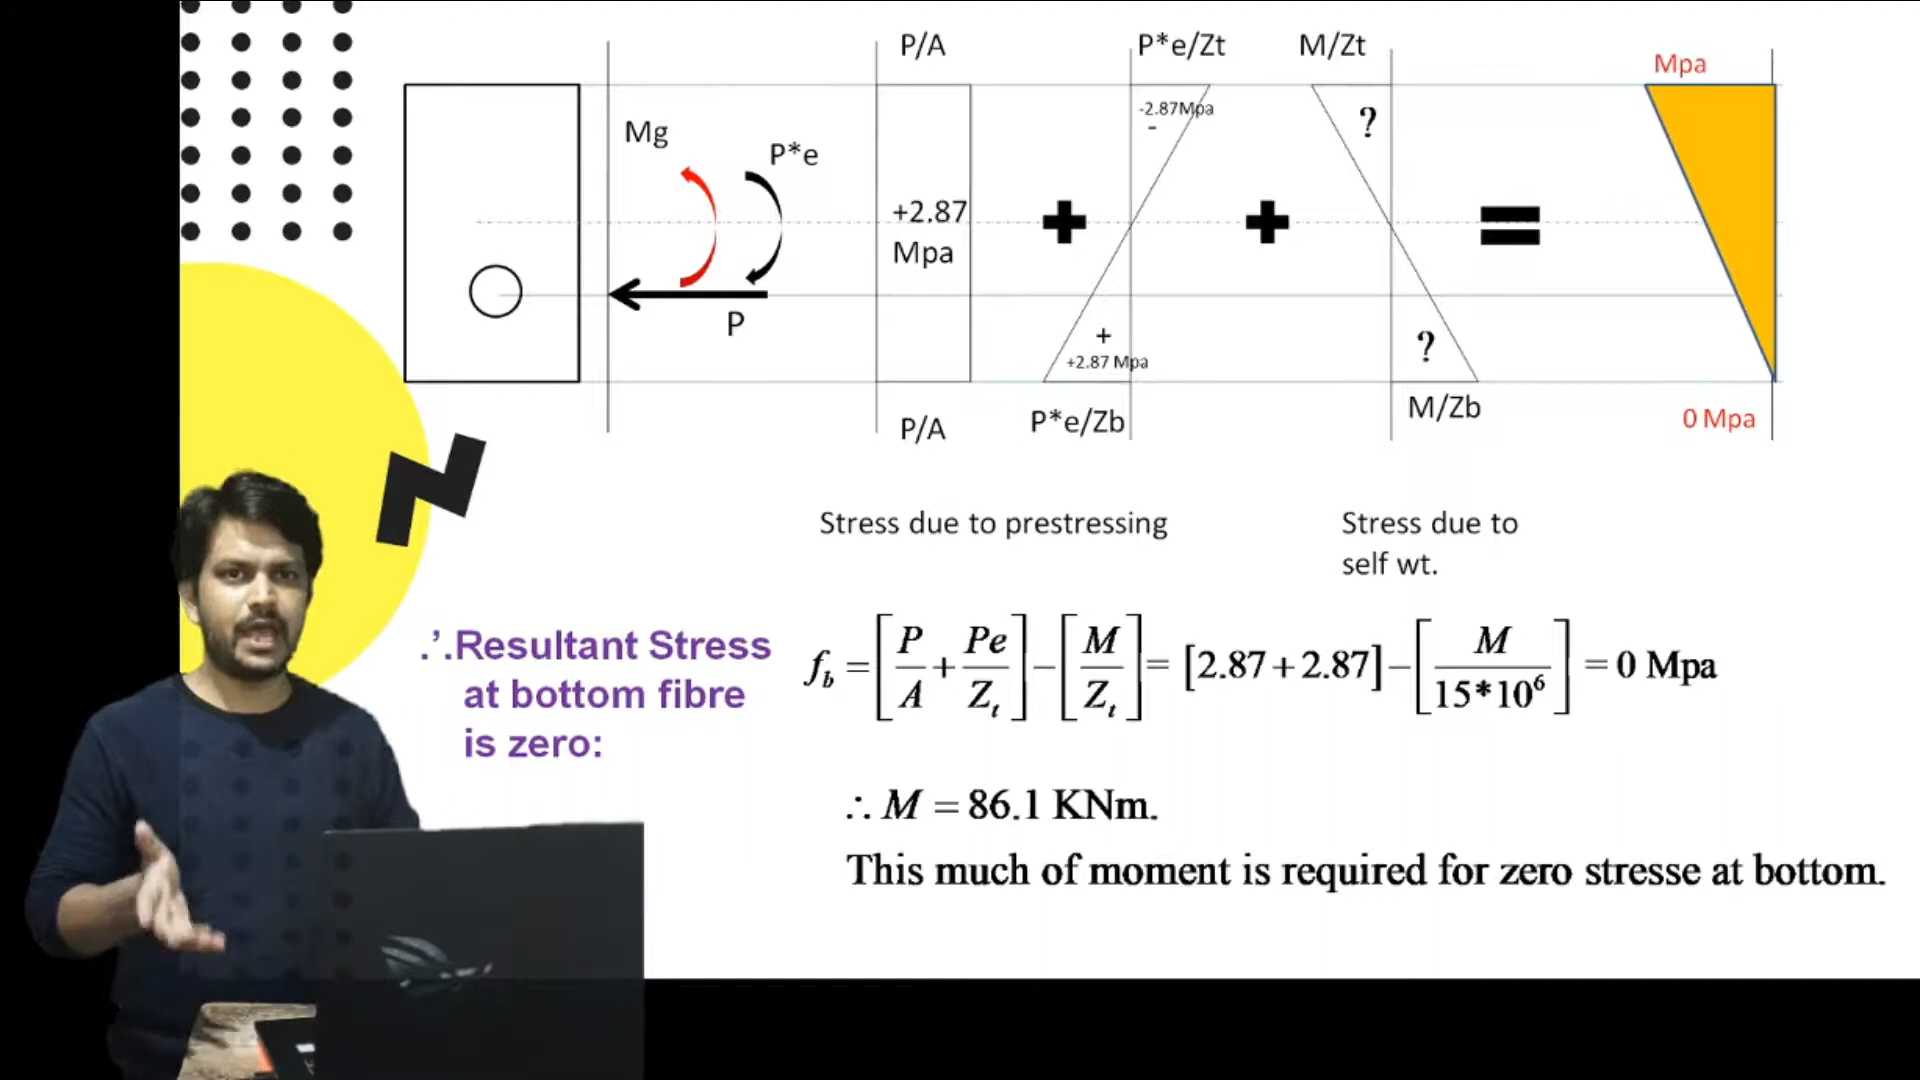 P/A
P*e/Zt
M/Zt
Mpa
-2.87Mpa
-
?
Mg
P*e
+2.87
Mpa
+
+
=
P
+
+2.87 Mpa
?
P/A
P*e/Zb
M/Zb
0 Mpa
Stress due to prestressing
Stress due to
self wt.
.’.Resultant Stress
at bottom fibre
is zero:
f_b = [P/A + Pe/Z_t] − [M/Z_t] = [2.87+2.87] − [M/15*10^6] = 0 Mpa
∴ M = 86.1 KNm.
This much of moment is required for zero stresse at bottom.